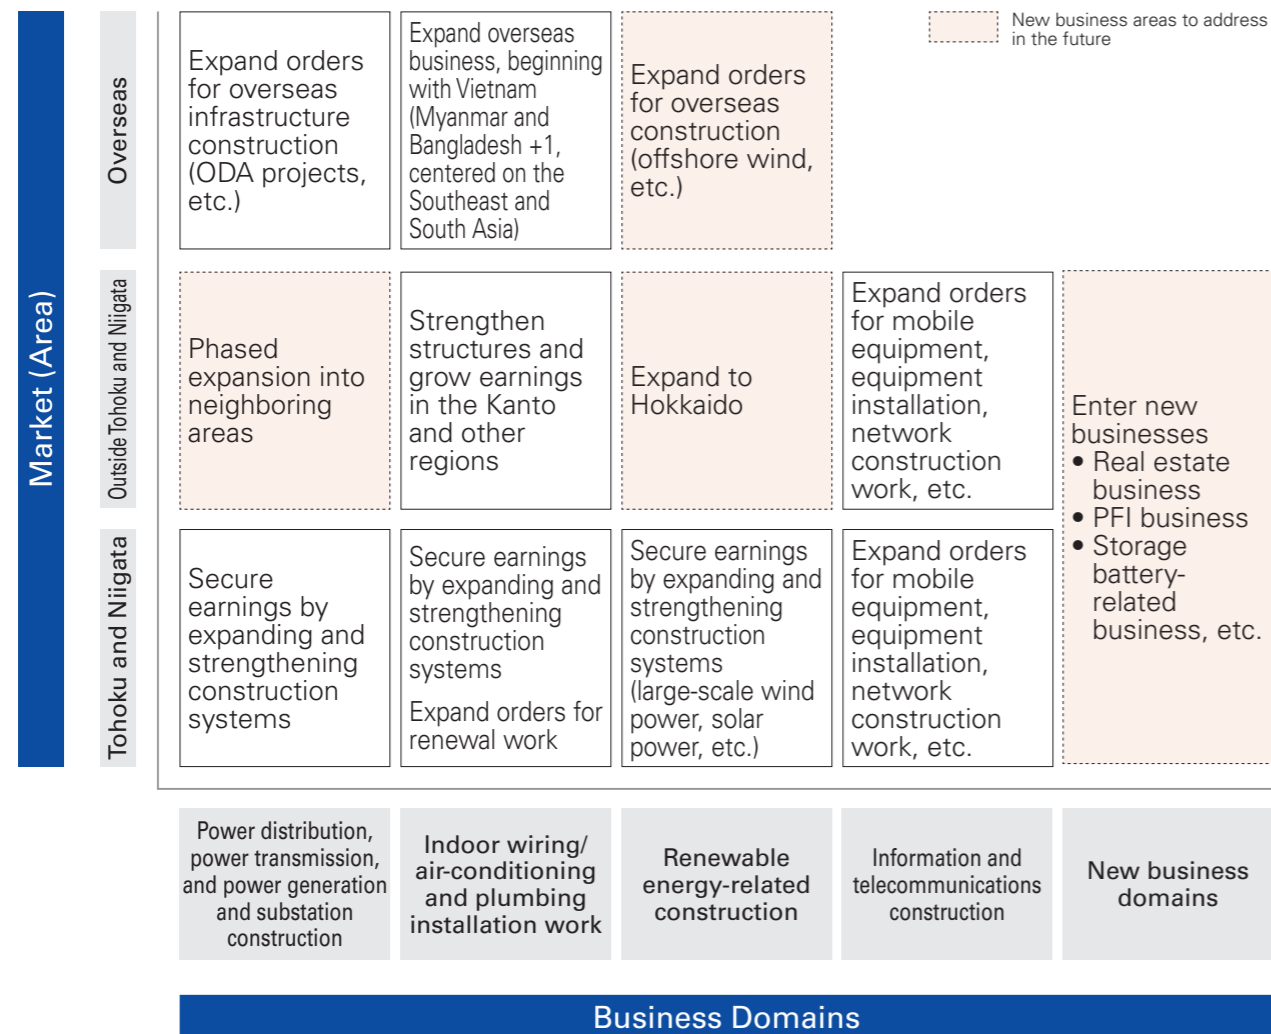 New business areas to address
in the future
Market (Area)
Overseas
Expand orders
for overseas
infrastructure
construction
(ODA projects,
etc.)
Expand overseas
business, beginning
with Vietnam
(Myanmar and
Bangladesh +1,
centered on the
Southeast and
South Asia)
Expand orders
for overseas
construction
(offshore wind,
etc.)
Outside Tohoku and Niigata
Phased
expansion into
neighboring
areas
Strengthen
structures and
grow earnings
in the Kanto
and other
regions
Expand to
Hokkaido
Expand orders
for mobile
equipment,
equipment
installation,
network
construction
work, etc.
Enter new
businesses
• Real estate
business
• PFI business
• Storage
battery-
related
business, etc.
Tohoku and Niigata
Secure
earnings by
expanding and
strengthening
construction
systems
Secure earnings
by expanding and
strengthening
construction
systems
Expand orders for
renewal work
Secure earnings
by expanding and
strengthening
construction
systems
(large-scale wind
power, solar
power, etc.)
Expand orders
for mobile
equipment,
equipment
installation,
network
construction
work, etc.
Power distribution,
power transmission,
and power generation
and substation
construction
Indoor wiring/
air-conditioning
and plumbing
installation work
Renewable
energy-related
construction
Information and
telecommunications
construction
New business
domains
Business Domains